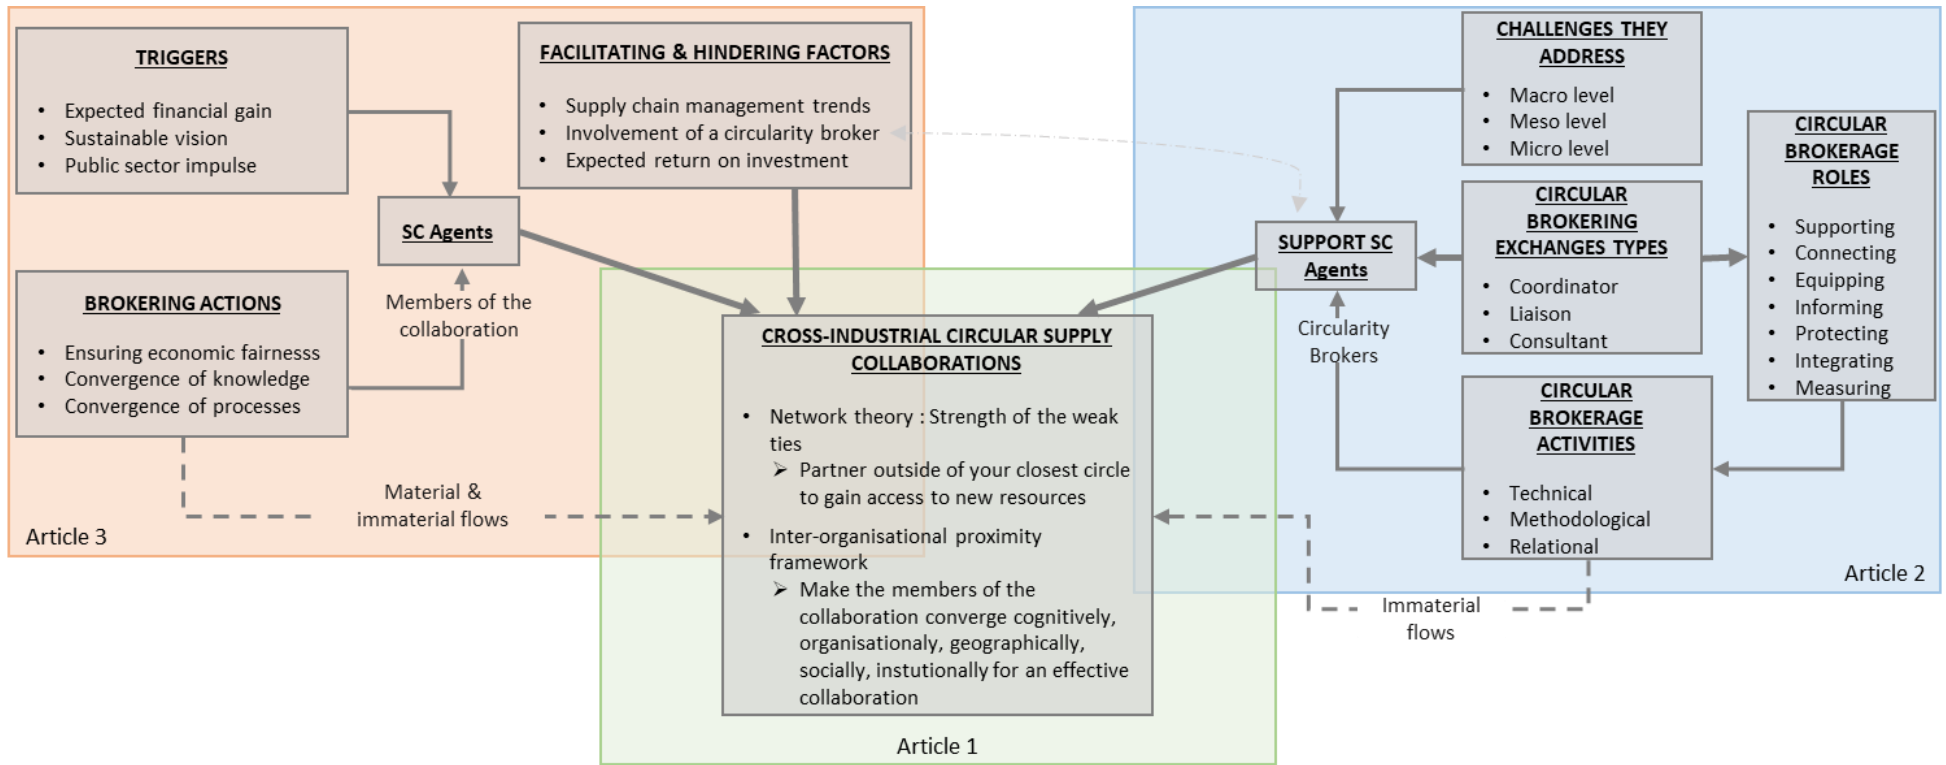 TRIGGERS
• Expected financial gain
• Sustainable vision
• Public sector impulse
FACILITATING & HINDERING FACTORS
• Supply chain management trends
• Involvement of a circularity broker
• Expected return on investment
SC Agents
Members of the
collaboration
BROKERING ACTIONS
• Ensuring economic fairnesss
• Convergence of knowledge
• Convergence of processes
Material &
immaterial flows
Article 3
CROSS-INDUSTRIAL CIRCULAR SUPPLY
COLLABORATIONS
• Network theory : Strength of the weak
ties
➢ Partner outside of your closest circle
to gain access to new resources
• Inter-organisational proximity
framework
➢ Make the members of the
collaboration converge cognitively,
organisationaly, geographically,
socially, instutionally for an effective
collaboration
Article 1
CHALLENGES THEY
ADDRESS
• Macro level
• Meso level
• Micro level
SUPPORT SC
Agents
Circularity
Brokers
CIRCULAR
BROKERING
EXCHANGES TYPES
• Coordinator
• Liaison
• Consultant
CIRCULAR
BROKERAGE
ROLES
• Supporting
• Connecting
• Equipping
• Informing
• Protecting
• Integrating
• Measuring
CIRCULAR
BROKERAGE
ACTIVITIES
• Technical
• Methodological
• Relational
Article 2
Immaterial
flows